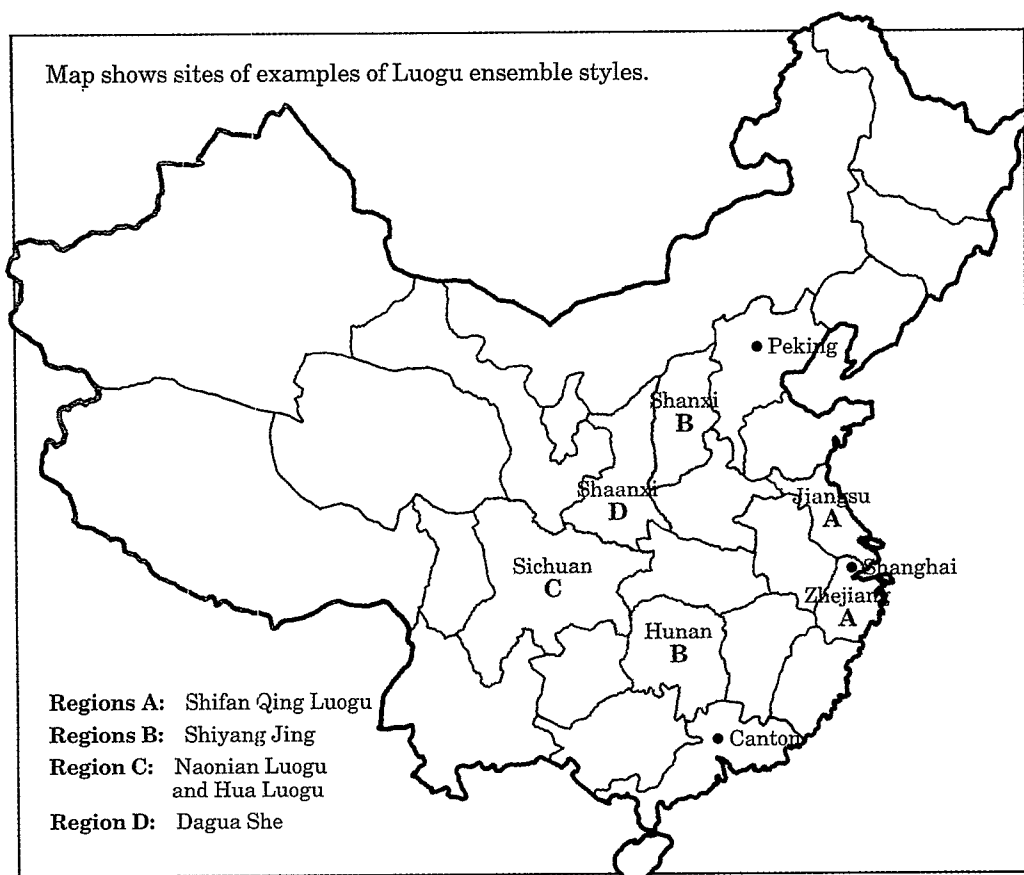 Map shows sites of examples of Luogu ensemble styles.
Peking
Shanxi
B
Shaanxi
D
Jiangsu
A
Sichuan
C
Shanghai
Zhejiang
A
Hunan
B
Canton
Regions A: Shifan Qing Luogu
Regions B: Shiyang Jing
Region C: Naonian Luogu
and Hua Luogu
Region D: Dagua She